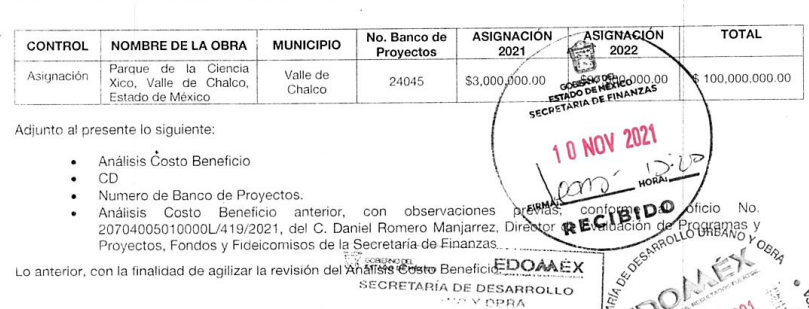 CONTROL NOMBRE DE LA OBRA MUNICIPIO No. Banco de Proyectos ASIGNACIÓN 2021 ASIGNACIÓN 2022 TOTAL
Asignación Parque de la Ciencia Xico, Valle de Chalco, Estado de México Valle de Chalco 24045 $3,000,000.00 000.00 $ 100,000,000.00
GOBIERNO DEL
ESTADO DE MÉXICO
SECRETARIA DE FINANZAS
10 NOV 2021
FIRMA: HORA:
RECIBIDO
Adjunto al presente lo siguiente:
• Análisis Costo Beneficio
• CD
• Numero de Banco de Proyectos.
• Análisis Costo Beneficio anterior, con observaciones previas, conforme al oficio No.
20704005010000L/419/2021, del C. Daniel Romero Manjarrez, Director de Evaluación de Programas y
Proyectos, Fondos y Fideicomisos de la Secretaría de Finanzas.
Lo anterior, con la finalidad de agilizar la revisión del Análisis Costo Beneficio.
GOBIERNO DEL
ESTADO DE MÉXICO
EDOMÉX
SECRETARÍA DE DESARROLLO
Y OBRA
DE DESARROLLO URBANO Y OBRA
EDOMÉX